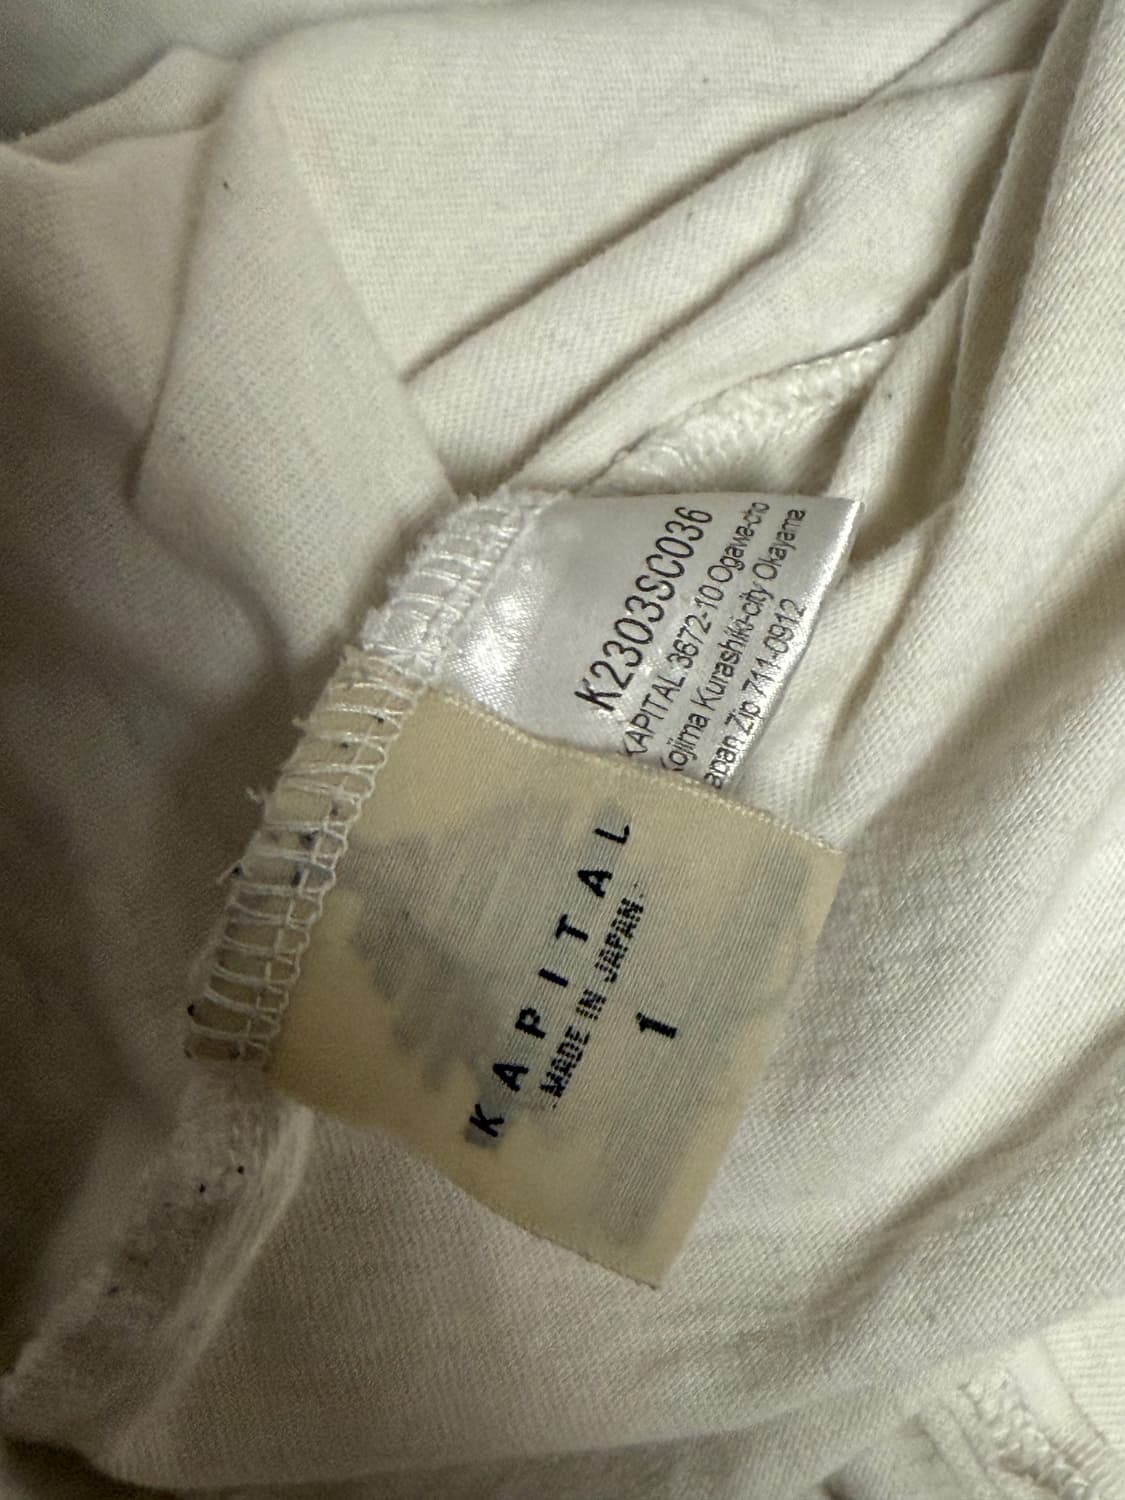 K2303SC036
KAPITAL 3672-10 Ogawa-cho
Kojima Kurashiki-city Okayama
Japan Zip 711-0912
KAPITAL
MADE IN JAPAN
1